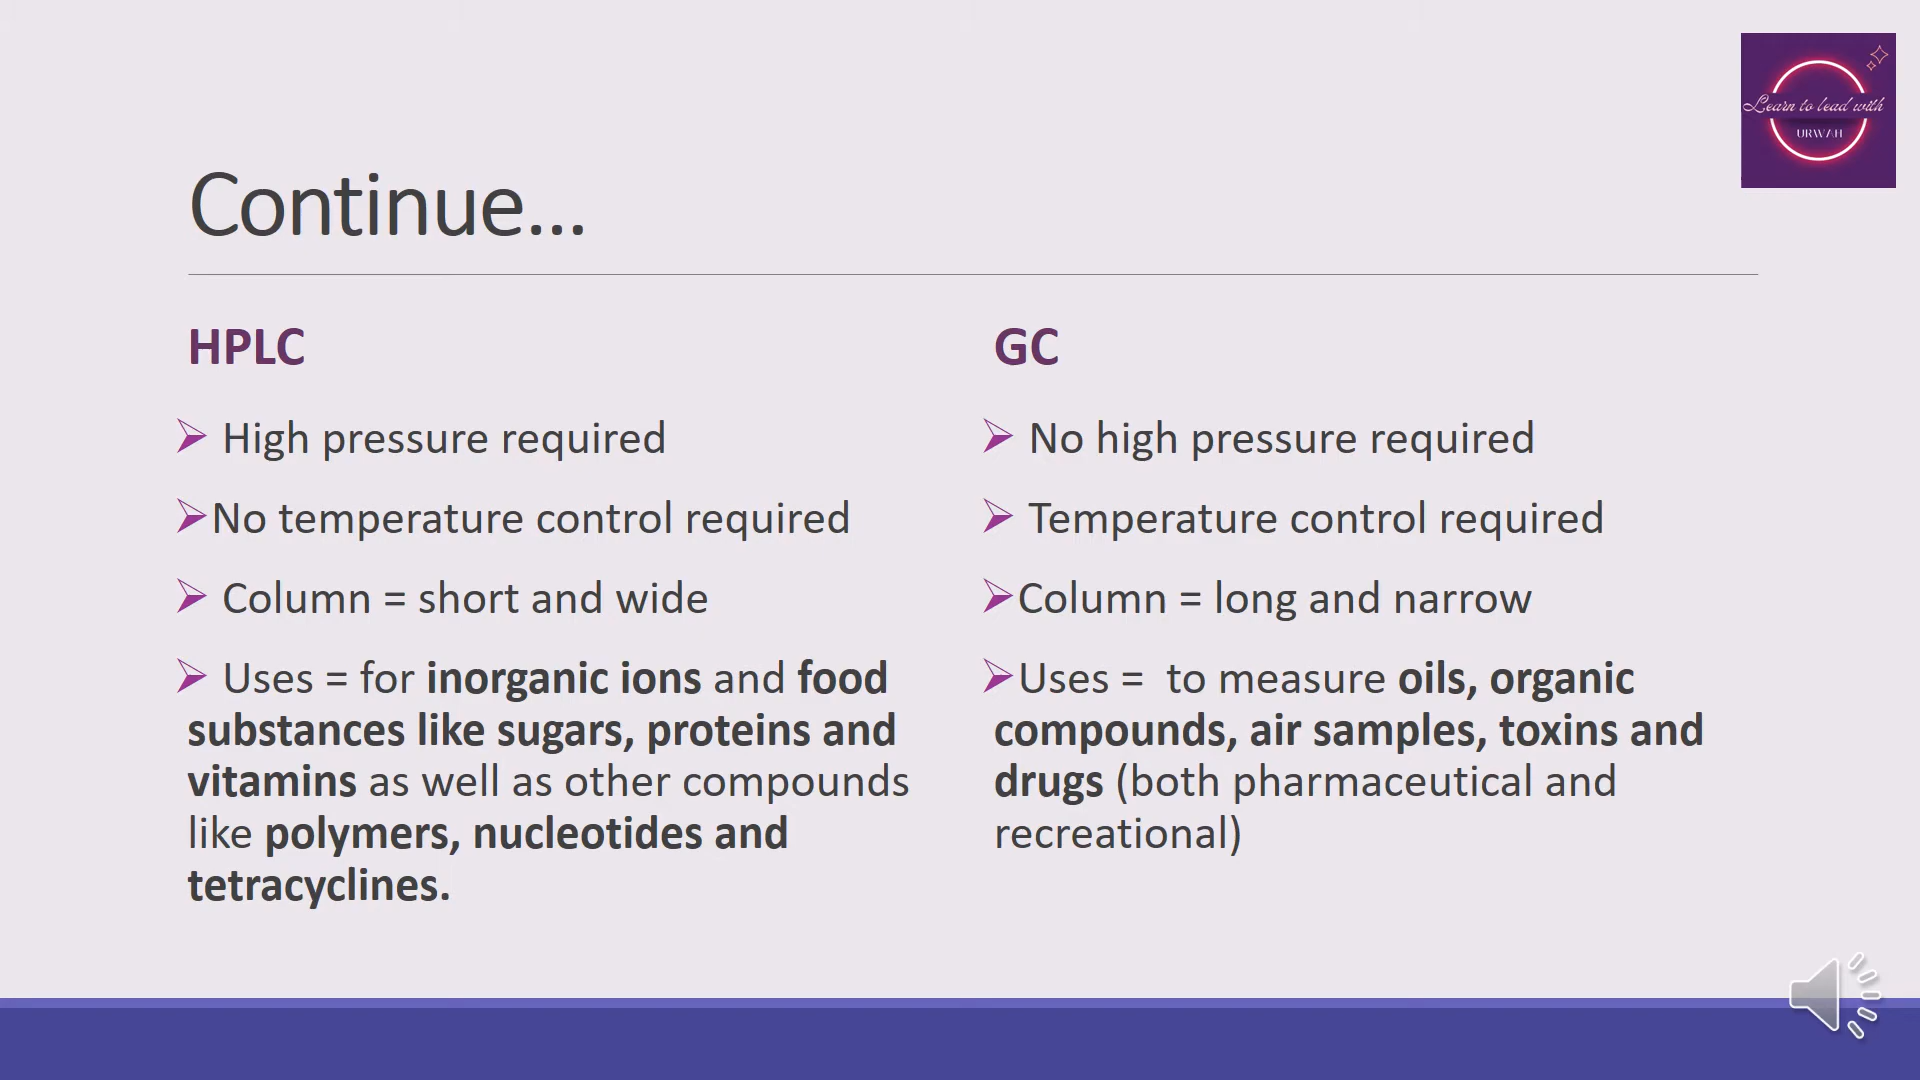 Learn to lead with
URWAH
Continue...
HPLC
High pressure required
No temperature control required
Column = short and wide
Uses = for inorganic ions and food
substances like sugars, proteins and
vitamins as well as other compounds
like polymers, nucleotides and
tetracyclines.
GC
No high pressure required
Temperature control required
Column = long and narrow
Uses = to measure oils, organic
compounds, air samples, toxins and
drugs (both pharmaceutical and
recreational)